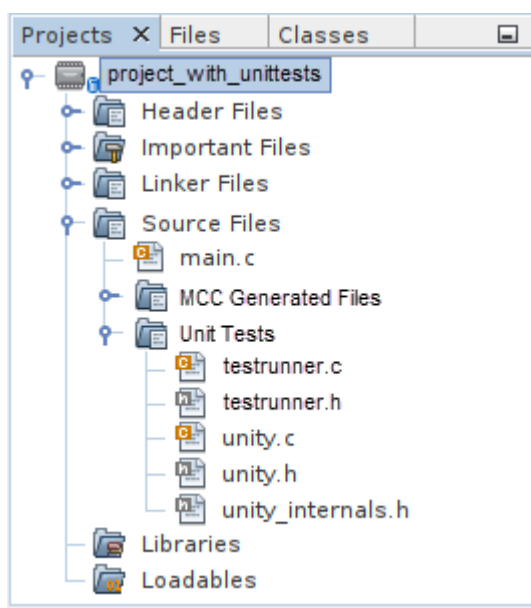 Projects Files Classes
project_with_unittests
Header Files
Important Files
Linker Files
Source Files
main.c
MCC Generated Files
Unit Tests
testrunner.c
testrunner.h
unity.c
unity.h
unity_internals.h
Libraries
Loadables